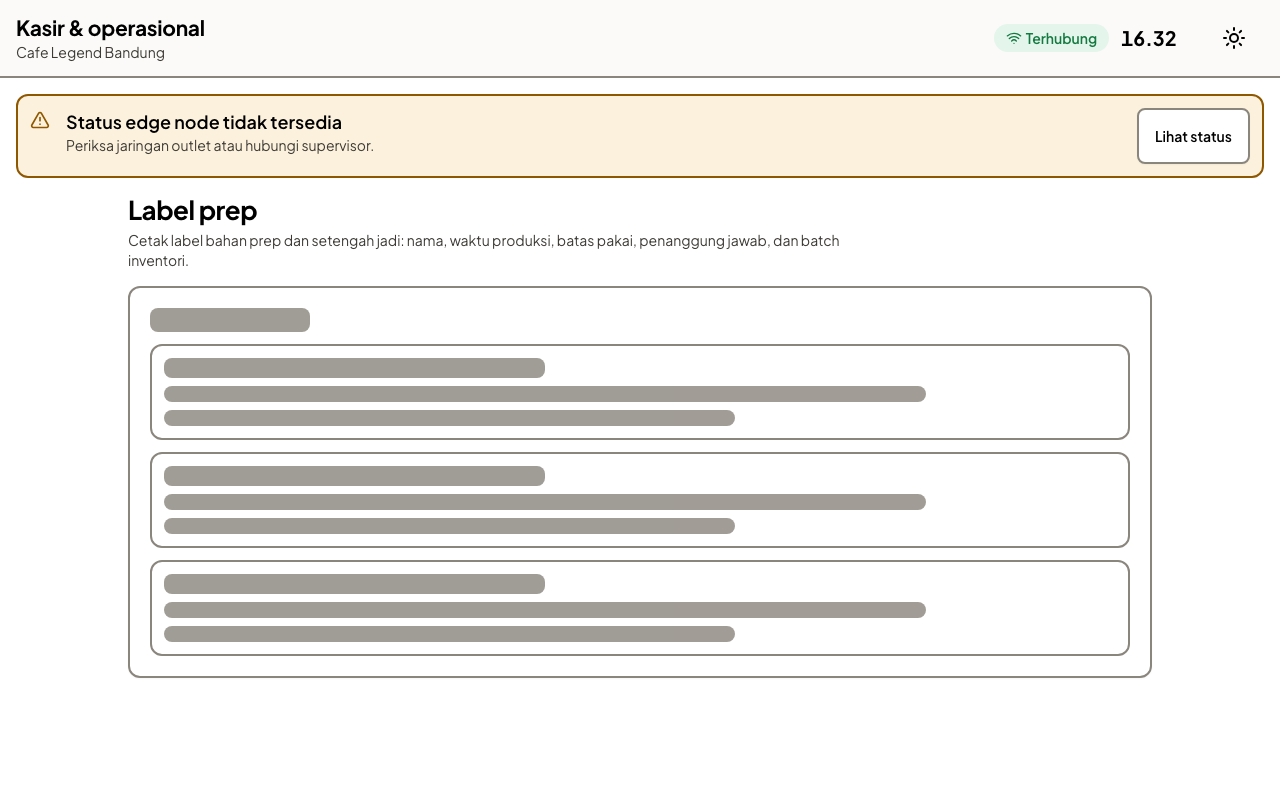 Kasir & operasional
Cafe Legend Bandung
Terhubung
16.32
Status edge node tidak tersedia
Periksa jaringan outlet atau hubungi supervisor.
Lihat status
Label prep
Cetak label bahan prep dan setengah jadi: nama, waktu produksi, batas pakai, penanggung jawab, dan batch
inventori.